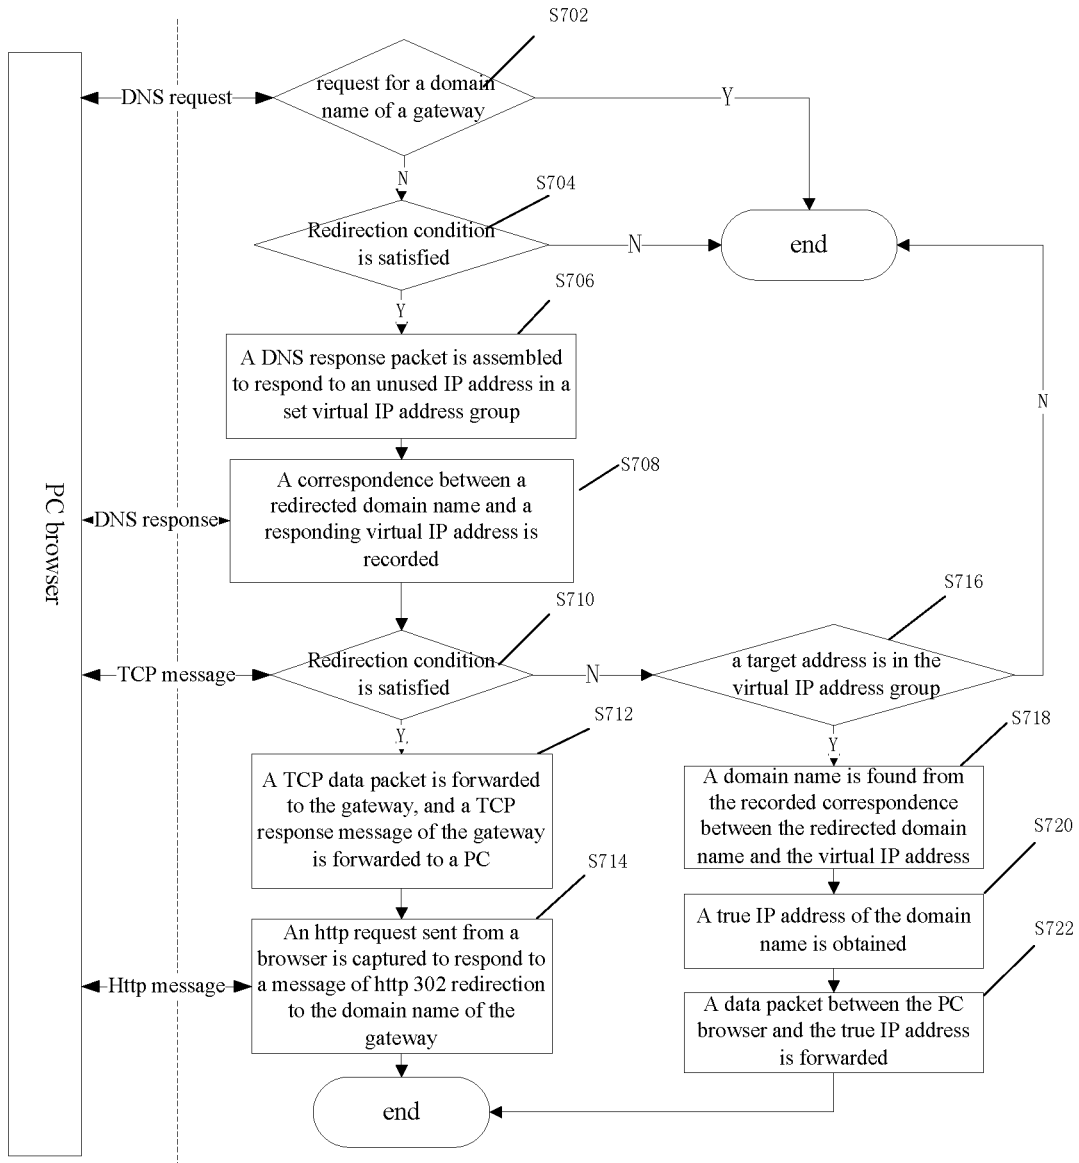 S702
request for a domain
name of a gateway
DNS request
Y
N
S704
Redirection condition
is satisfied
N
end
Y
S706
A DNS response packet is assembled
to respond to an unused IP address in a
set virtual IP address group
N
S708
A correspondence between a
redirected domain name and a
responding virtual IP address is
recorded
PC browser
DNS response
S710
S716
Redirection condition
is satisfied
TCP message
N
a target address is in the
virtual IP address group
Y
S712
Y
S718
A TCP data packet is forwarded
to the gateway, and a TCP
response message of the gateway
is forwarded to a PC
A domain name is found from
the recorded correspondence
between the redirected domain
name and the virtual IP address
S714
S720
An http request sent from a
browser is captured to respond to
a message of http 302 redirection
to the domain name of the
gateway
Http message
A true IP address of the domain
name is obtained
S722
A data packet between the PC
browser and the true IP address
is forwarded
end